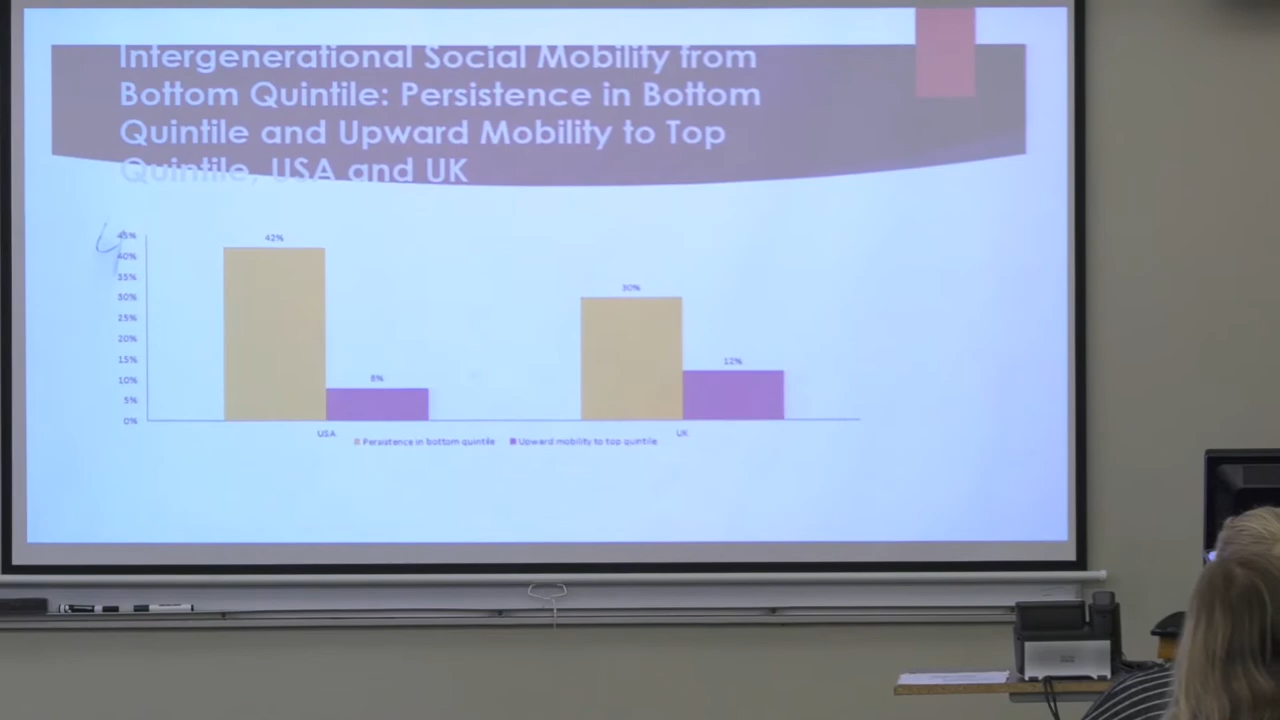 Intergenerational Social Mobility from
Bottom Quintile: Persistence in Bottom
Quintile and Upward Mobility to Top
Quintile, USA and UK
45%
40%
35%
30%
25%
20%
15%
10%
5%
0%
42%
8%
30%
12%
USA
UK
Persistence in bottom quintile
Upward mobility to top quintile